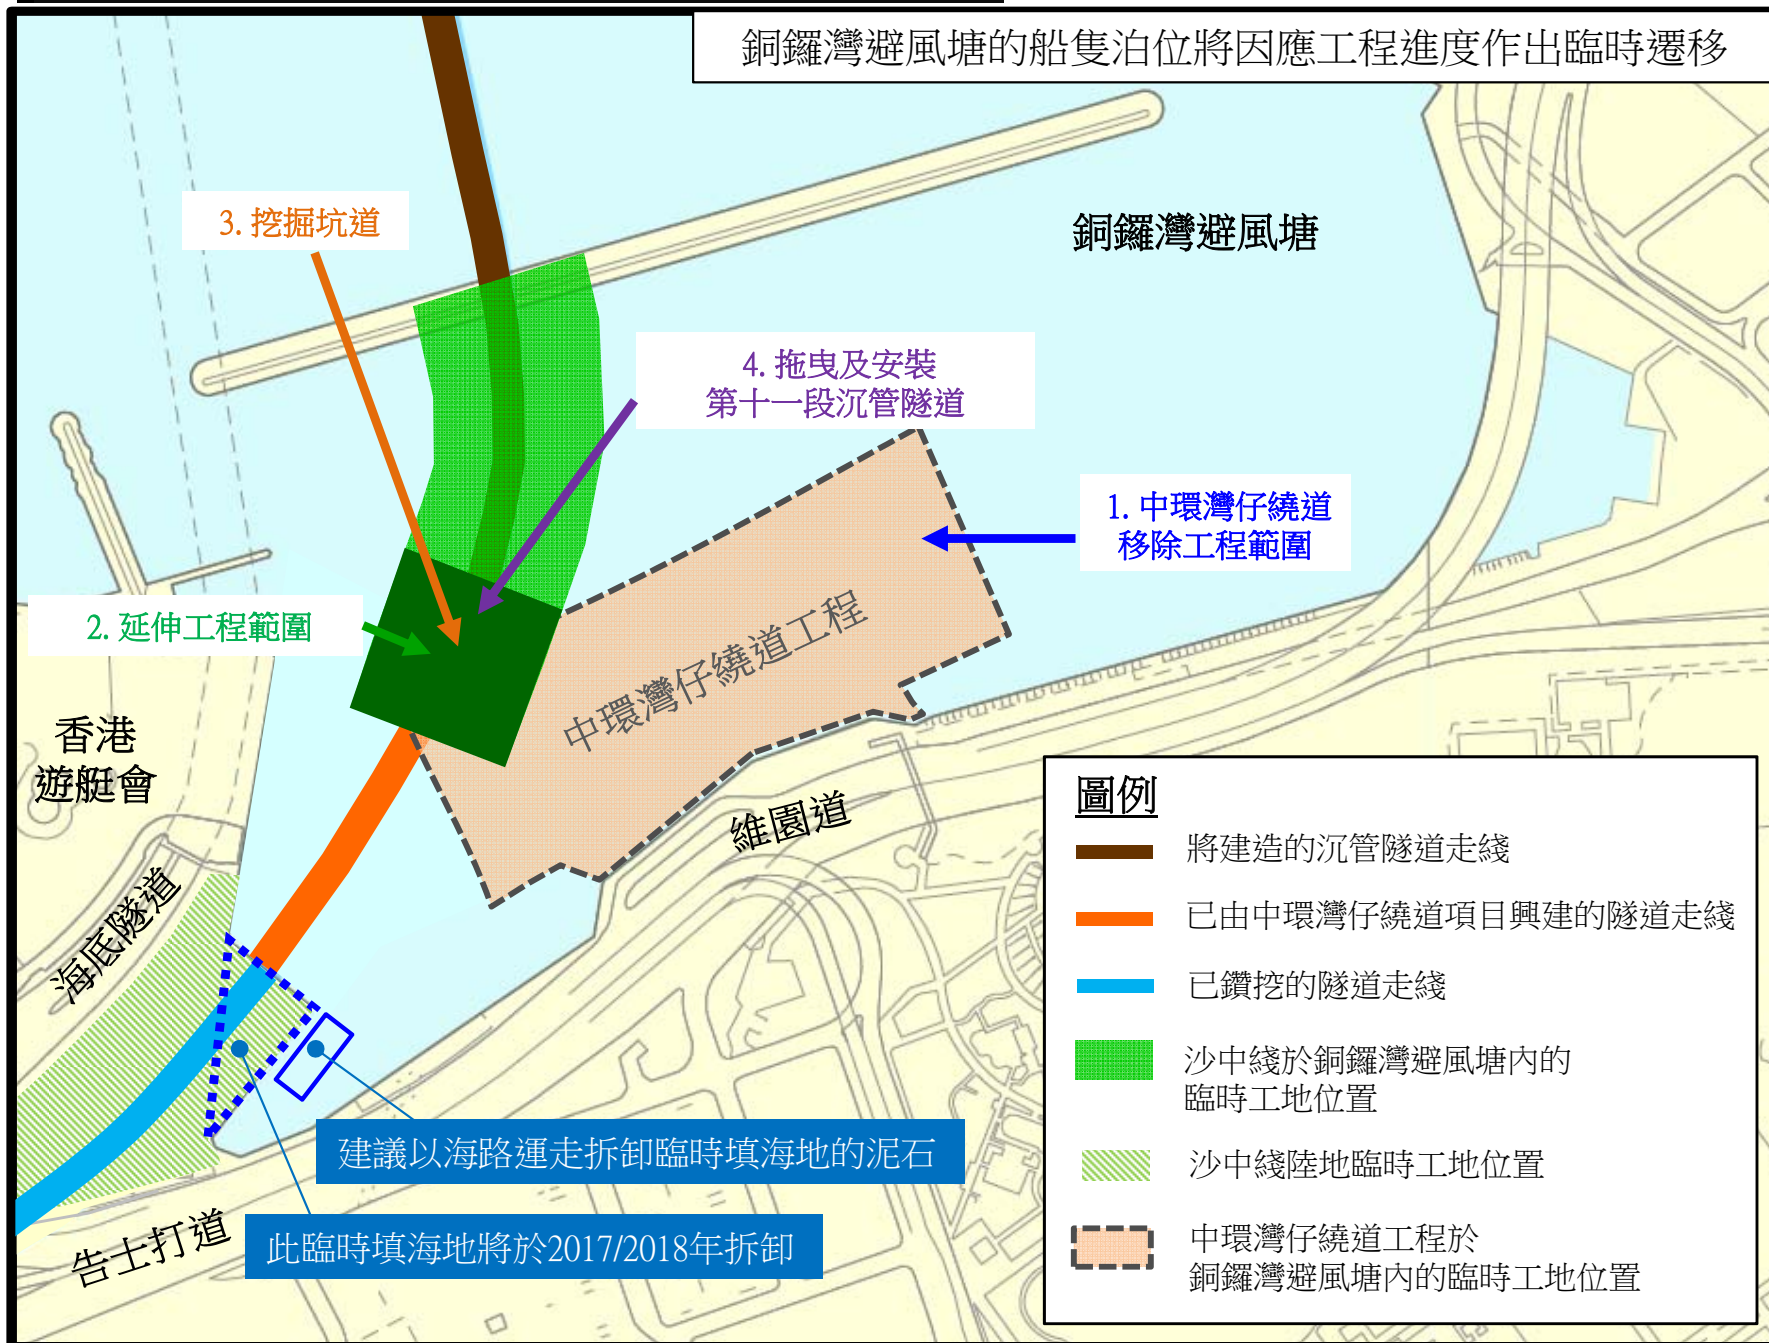 銅鑼灣避風塘的船隻泊位將因應工程進度作出臨時遷移
3. 挖掘坑道
銅鑼灣避風塘
4. 拖曳及安裝
第十一段沉管隧道
1. 中環灣仔繞道
移除工程範圍
2. 延伸工程範圍
中環灣仔繞道工程
香港
遊艇會
維園道
海底隧道
告士打道
建議以海路運走拆卸臨時填海地的泥石
此臨時填海地將於2017/2018年拆卸
圖例
將建造的沉管隧道走綫
已由中環灣仔繞道項目興建的隧道走綫
已鑽挖的隧道走綫
沙中綫於銅鑼灣避風塘內的
臨時工地位置
沙中綫陸地臨時工地位置
中環灣仔繞道工程於
銅鑼灣避風塘內的臨時工地位置